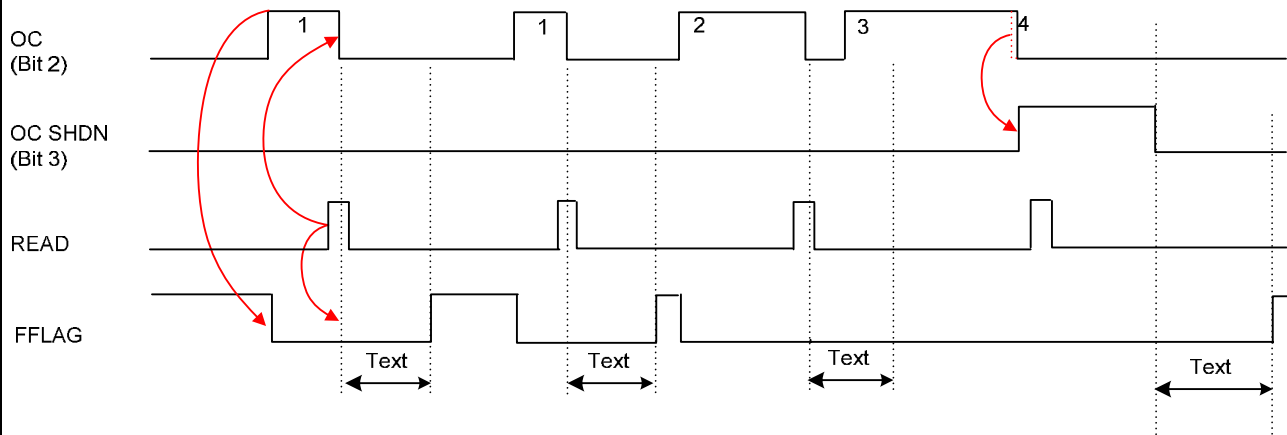 1 1 2 3 4
OC
(Bit 2)
OC SHDN
(Bit 3)
READ
FFLAG
Text Text Text Text